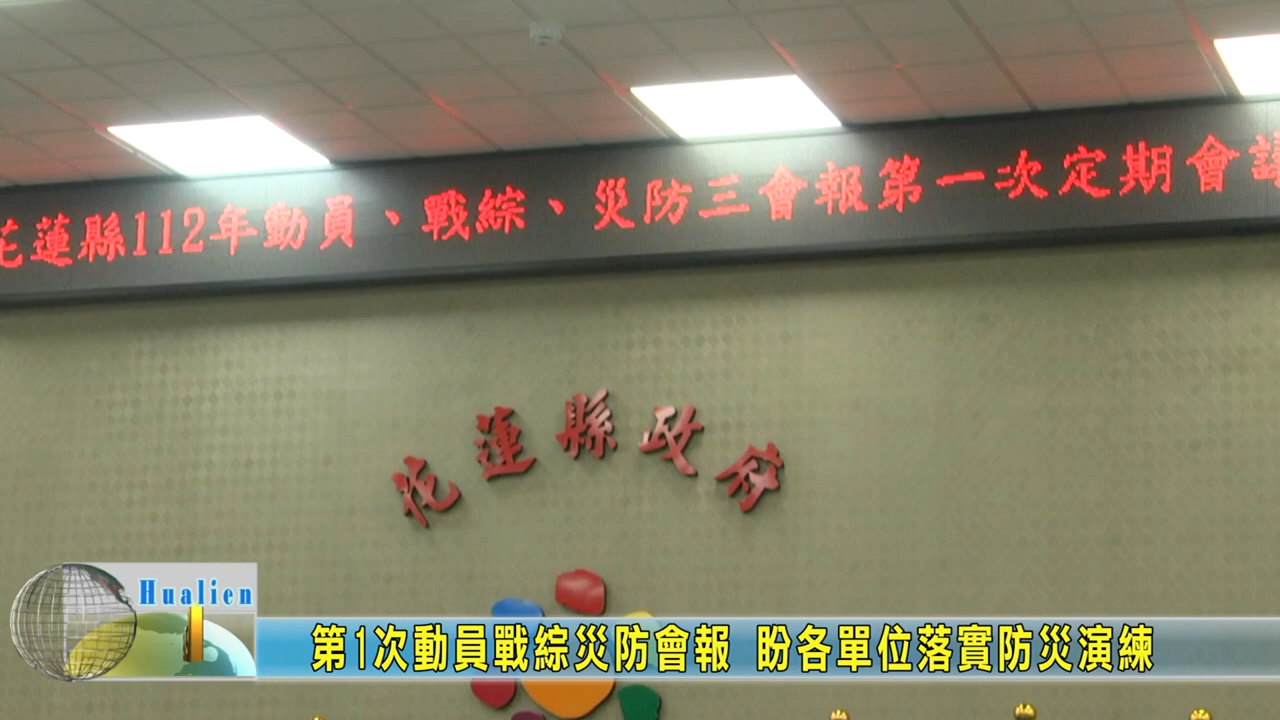 花蓮縣112年動員、戰綜、災防三會報第一次定期會議
花蓮縣政府
Hualien
第1次動員戰綜災防會報 盼各單位落實防災演練